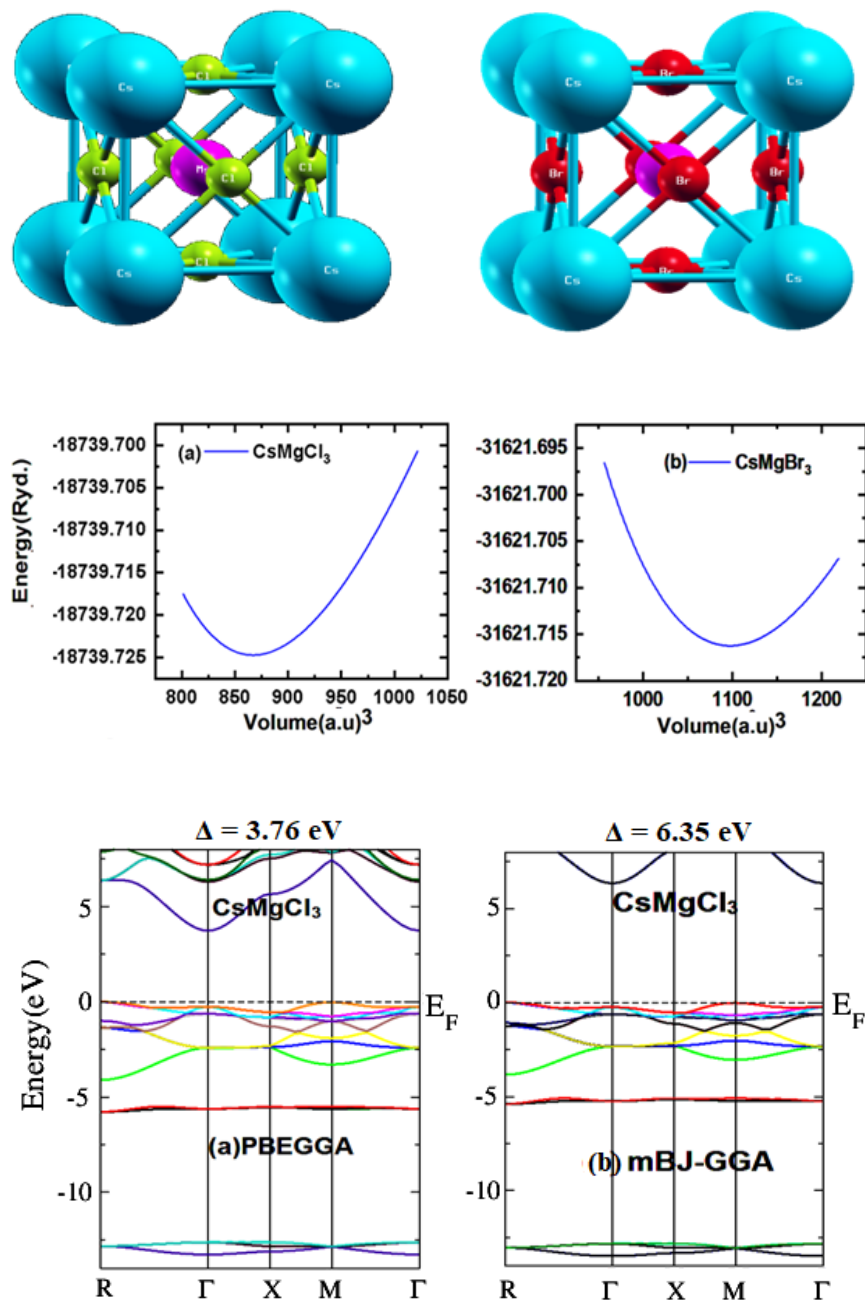 Cl Br
Cs Cs Cs Cs
Cl M Cl Cl Br Br Br
Cl Br
Cs Cs Cs Cs
-18739.700
-18739.705
-18739.710
-18739.715
-18739.720
-18739.725
Energy(Ryd.)
(a) CsMgCl₃
800 850 900 950 1000 1050
Volume(a.u)³
-31621.695
-31621.700
-31621.705
-31621.710
-31621.715
-31621.720
(b) CsMgBr₃
1000 1100 1200
Volume(a.u)³
Δ = 3.76 eV
CsMgCl₃
5
0
-5
-10
Energy(eV)
E_F
(a)PBEGGA
R Γ X M Γ
Δ = 6.35 eV
CsMgCl₃
5
0
-5
-10
E_F
(b) mBJ-GGA
R Γ X M Γ